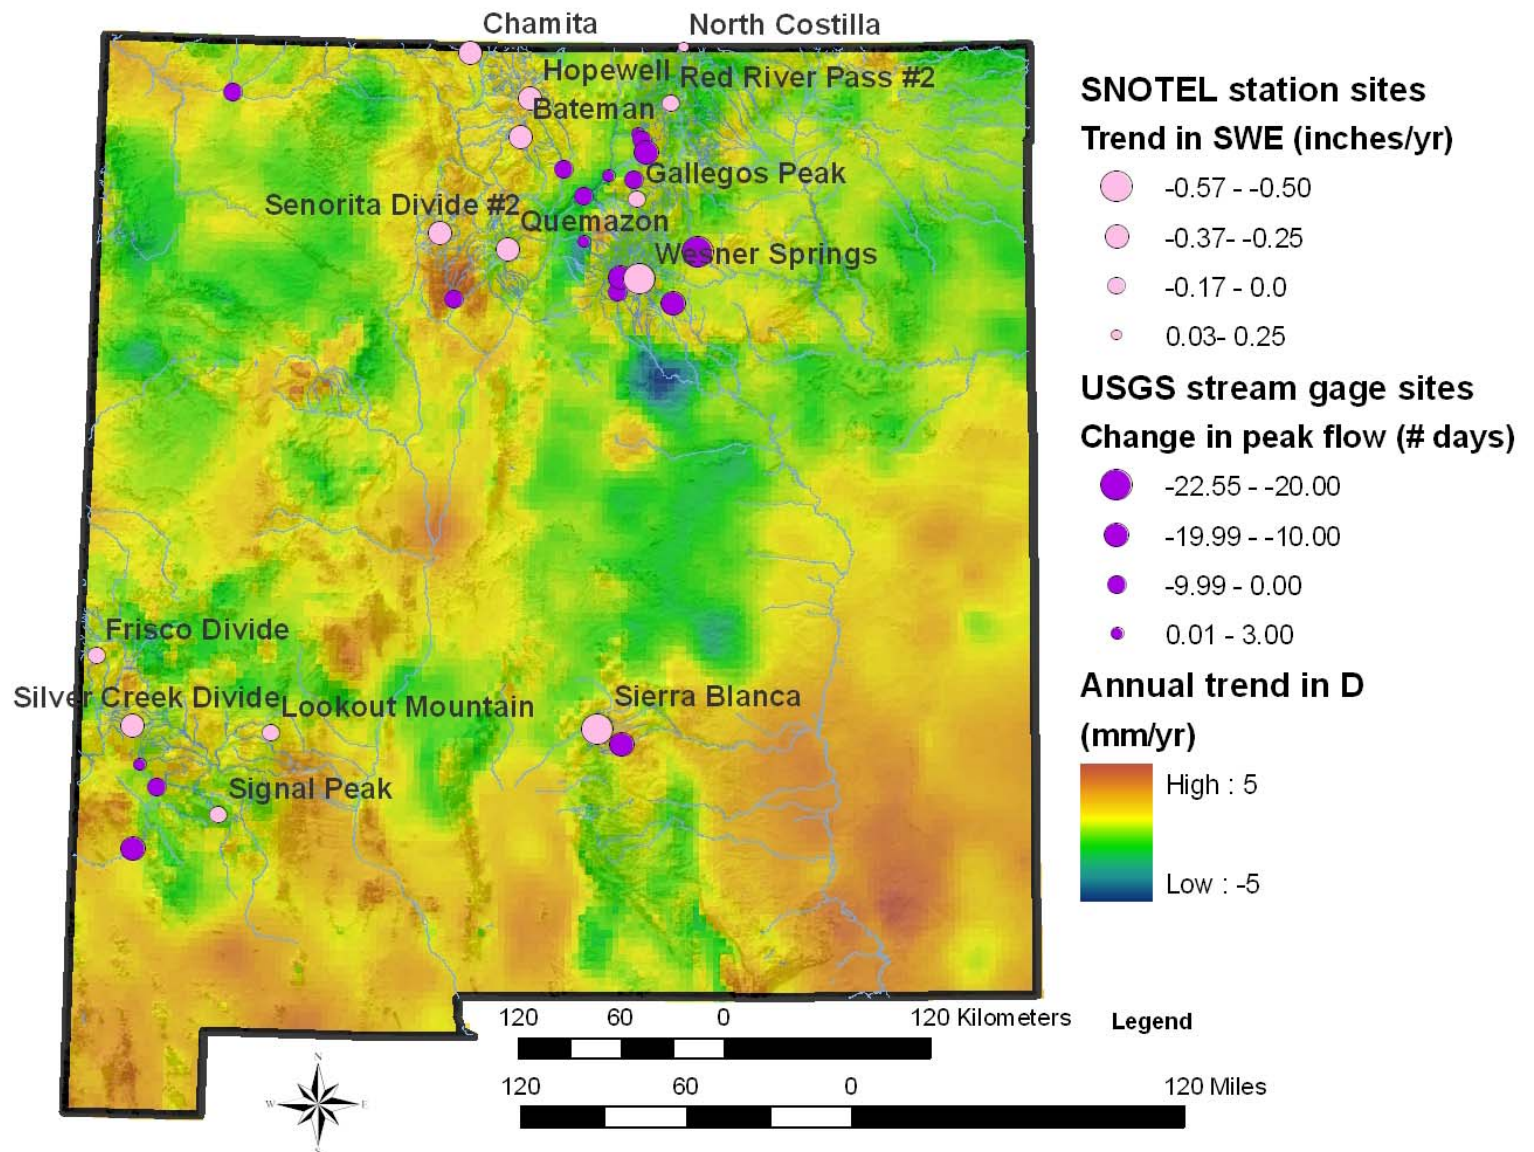 Chamita
North Costilla
Hopewell
Red River Pass #2
Bateman
Gallegos Peak
Senorita Divide #2
Quemazon
Wesner Springs
Frisco Divide
Silver Creek Divide
Lookout Mountain
Sierra Blanca
Signal Peak
SNOTEL station sites
Trend in SWE (inches/yr)
-0.57 - -0.50
-0.37- -0.25
-0.17 - 0.0
0.03- 0.25
USGS stream gage sites
Change in peak flow (# days)
-22.55 - -20.00
-19.99 - -10.00
-9.99 - 0.00
0.01 - 3.00
Annual trend in D
(mm/yr)
High : 5
Low : -5
120 60 0 120 Kilometers
Legend
120 60 0 120 Miles
N
W E
S